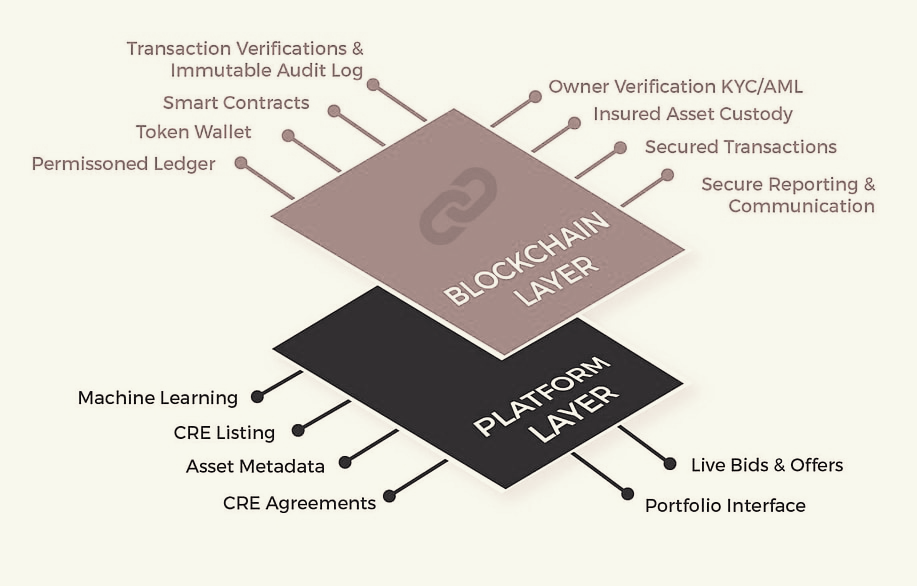 Transaction Verifications &
Immutable Audit Log
Smart Contracts
Token Wallet
Permissoned Ledger
Owner Verification KYC/AML
Insured Asset Custody
Secured Transactions
Secure Reporting &
Communication
BLOCKCHAIN
LAYER
PLATFORM
LAYER
Machine Learning
CRE Listing
Asset Metadata
CRE Agreements
Live Bids & Offers
Portfolio Interface